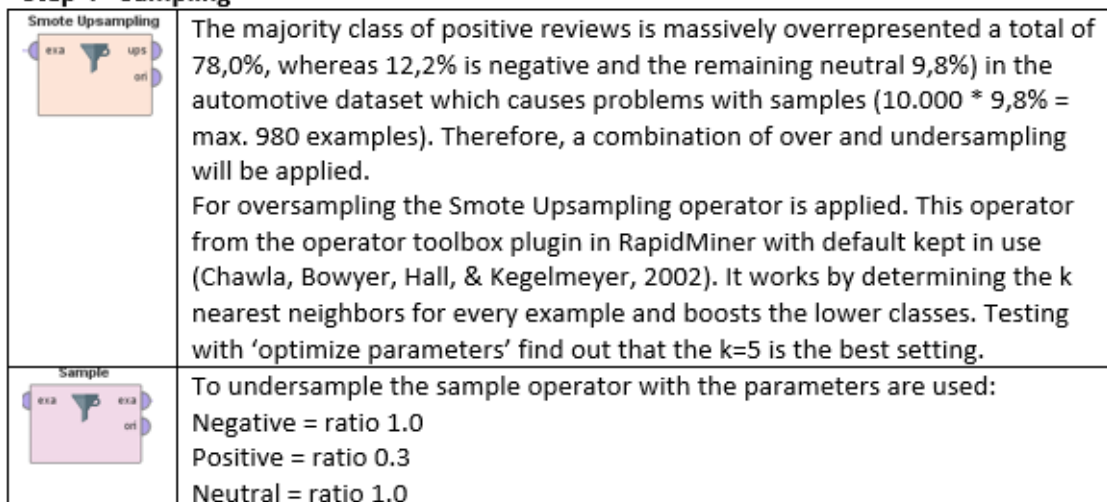 Step 4 Sampling
Smote Upsampling
exa
ups
ori
The majority class of positive reviews is massively overrepresented a total of
78,0%, whereas 12,2% is negative and the remaining neutral 9,8%) in the
automotive dataset which causes problems with samples (10.000 * 9,8% =
max. 980 examples). Therefore, a combination of over and undersampling
will be applied.
For oversampling the Smote Upsampling operator is applied. This operator
from the operator toolbox plugin in RapidMiner with default kept in use
(Chawla, Bowyer, Hall, & Kegelmeyer, 2002). It works by determining the k
nearest neighbors for every example and boosts the lower classes. Testing
with ‘optimize parameters’ find out that the k=5 is the best setting.
Sample
exa
exa
ori
To undersample the sample operator with the parameters are used:
Negative = ratio 1.0
Positive = ratio 0.3
Neutral = ratio 1.0